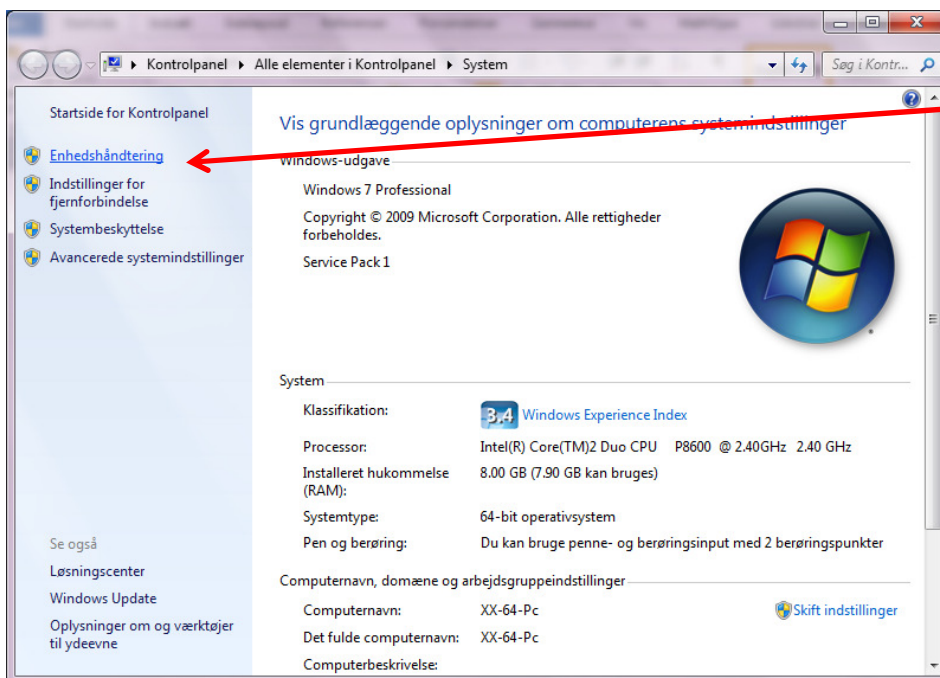 Kontrolpanel
Alle elementer i Kontrolpanel
System
Søg i Kontr...
Startside for Kontrolpanel
Enhedshåndtering
Indstillinger for
fjernforbindelse
Systembeskyttelse
Avancerede systemindstillinger
Se også
Løsningscenter
Windows Update
Oplysninger om og værktøjer
til ydeevne
Vis grundlæggende oplysninger om computerens systemindstillinger
Windows-udgave
Windows 7 Professional
Copyright © 2009 Microsoft Corporation. Alle rettigheder
forbeholdes.
Service Pack 1
System
Klassifikation: 3,4 Windows Experience Index
Processor: Intel(R) Core(TM)2 Duo CPU P8600 @ 2.40GHz 2.40 GHz
Installeret hukommelse 8.00 GB (7.90 GB kan bruges)
(RAM):
Systemtype: 64-bit operativsystem
Pen og berøring: Du kan bruge penne- og berøringsinput med 2 berøringspunkter
Computernavn, domæne og arbejdsgruppeindstillinger
Computernavn: XX-64-Pc Skift indstillinger
Det fulde computernavn: XX-64-Pc
Computerbeskrivelse: